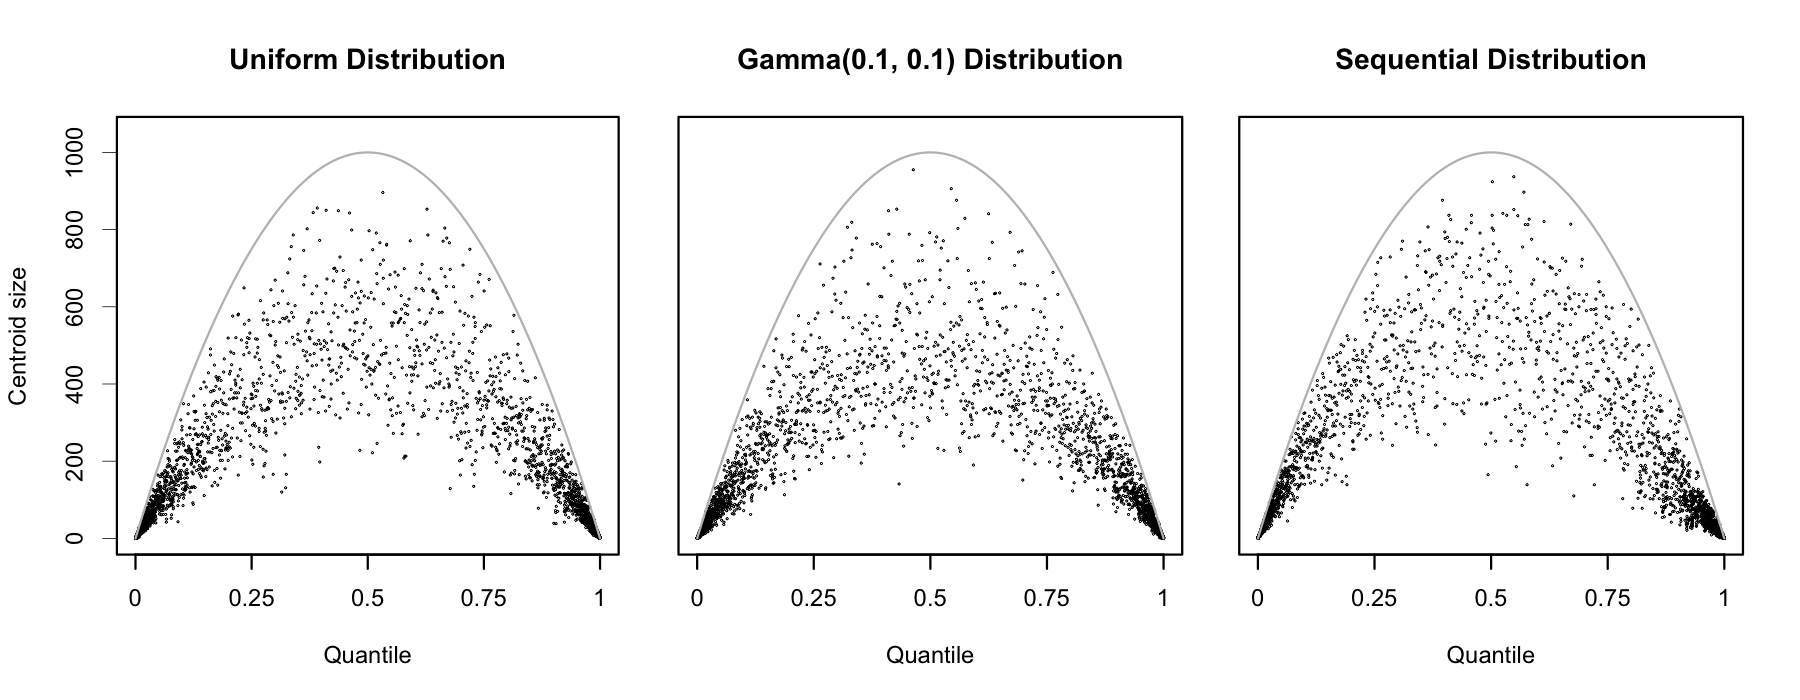 Uniform Distribution
Gamma(0.1, 0.1) Distribution
Sequential Distribution
Centroid size
1000
800
600
400
200
0
0 0.25 0.5 0.75 1
0 0.25 0.5 0.75 1
0 0.25 0.5 0.75 1
Quantile
Quantile
Quantile